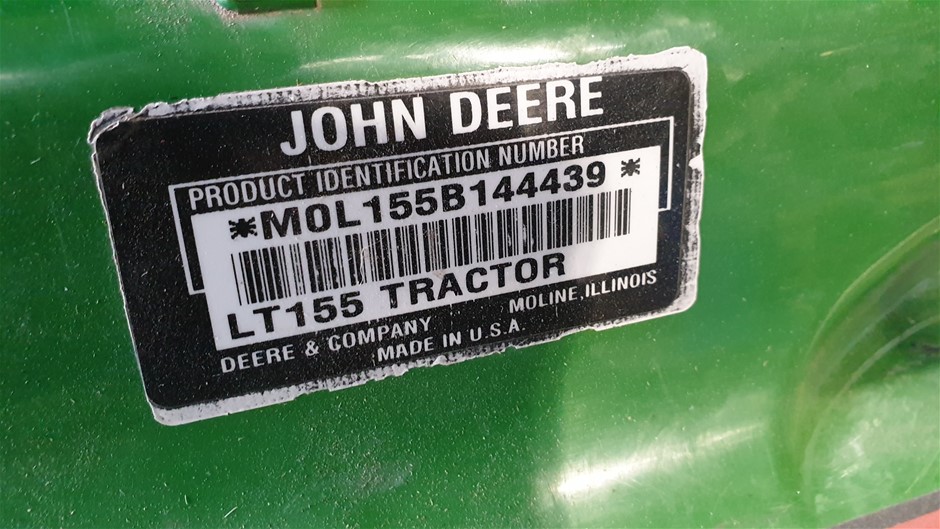 JOHN DEERE
PRODUCT IDENTIFICATION NUMBER
*M0L155B144439*
LT155 TRACTOR
DEERE & COMPANY MOLINE, ILLINOIS
MADE IN U.S.A.